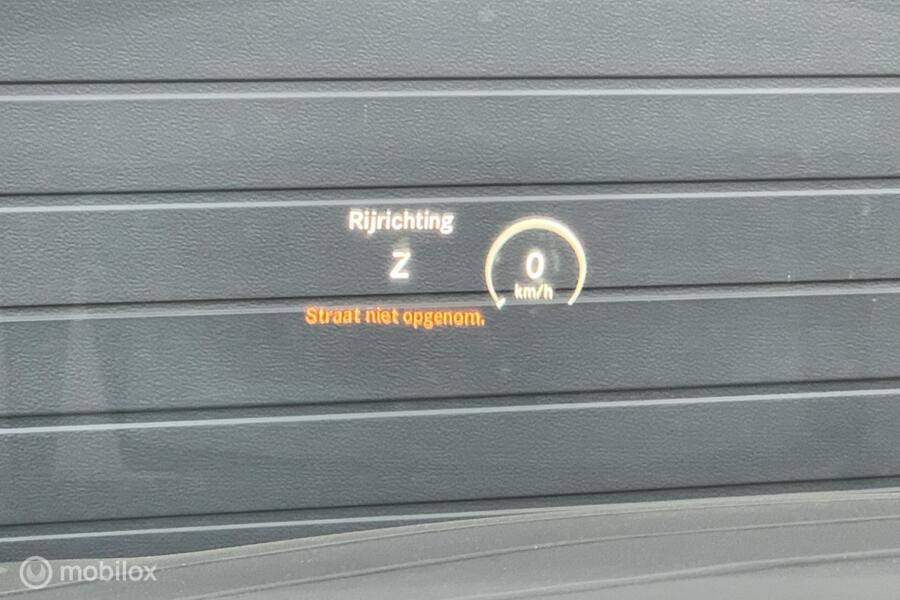 Rijrichting
Z
0
km/h
Straat niet opgenom.
mobilox